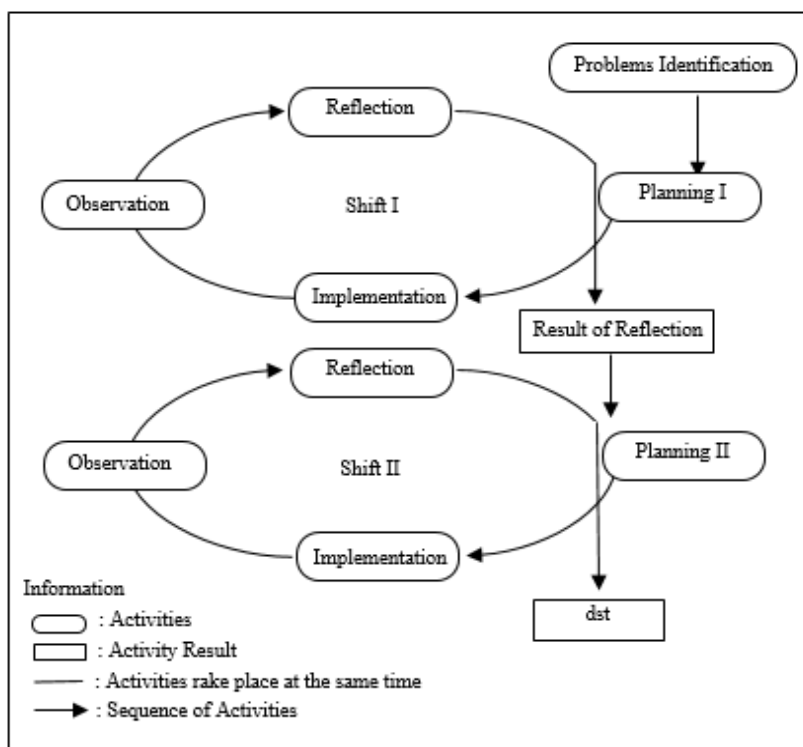 Problems Identification
Reflection
Observation
Shift I
Planning I
Implementation
Result of Reflection
Reflection
Observation
Shift II
Planning II
Implementation
dst
Information
: Activities
: Activity Result
: Activities rake place at the same time
: Sequence of Activities